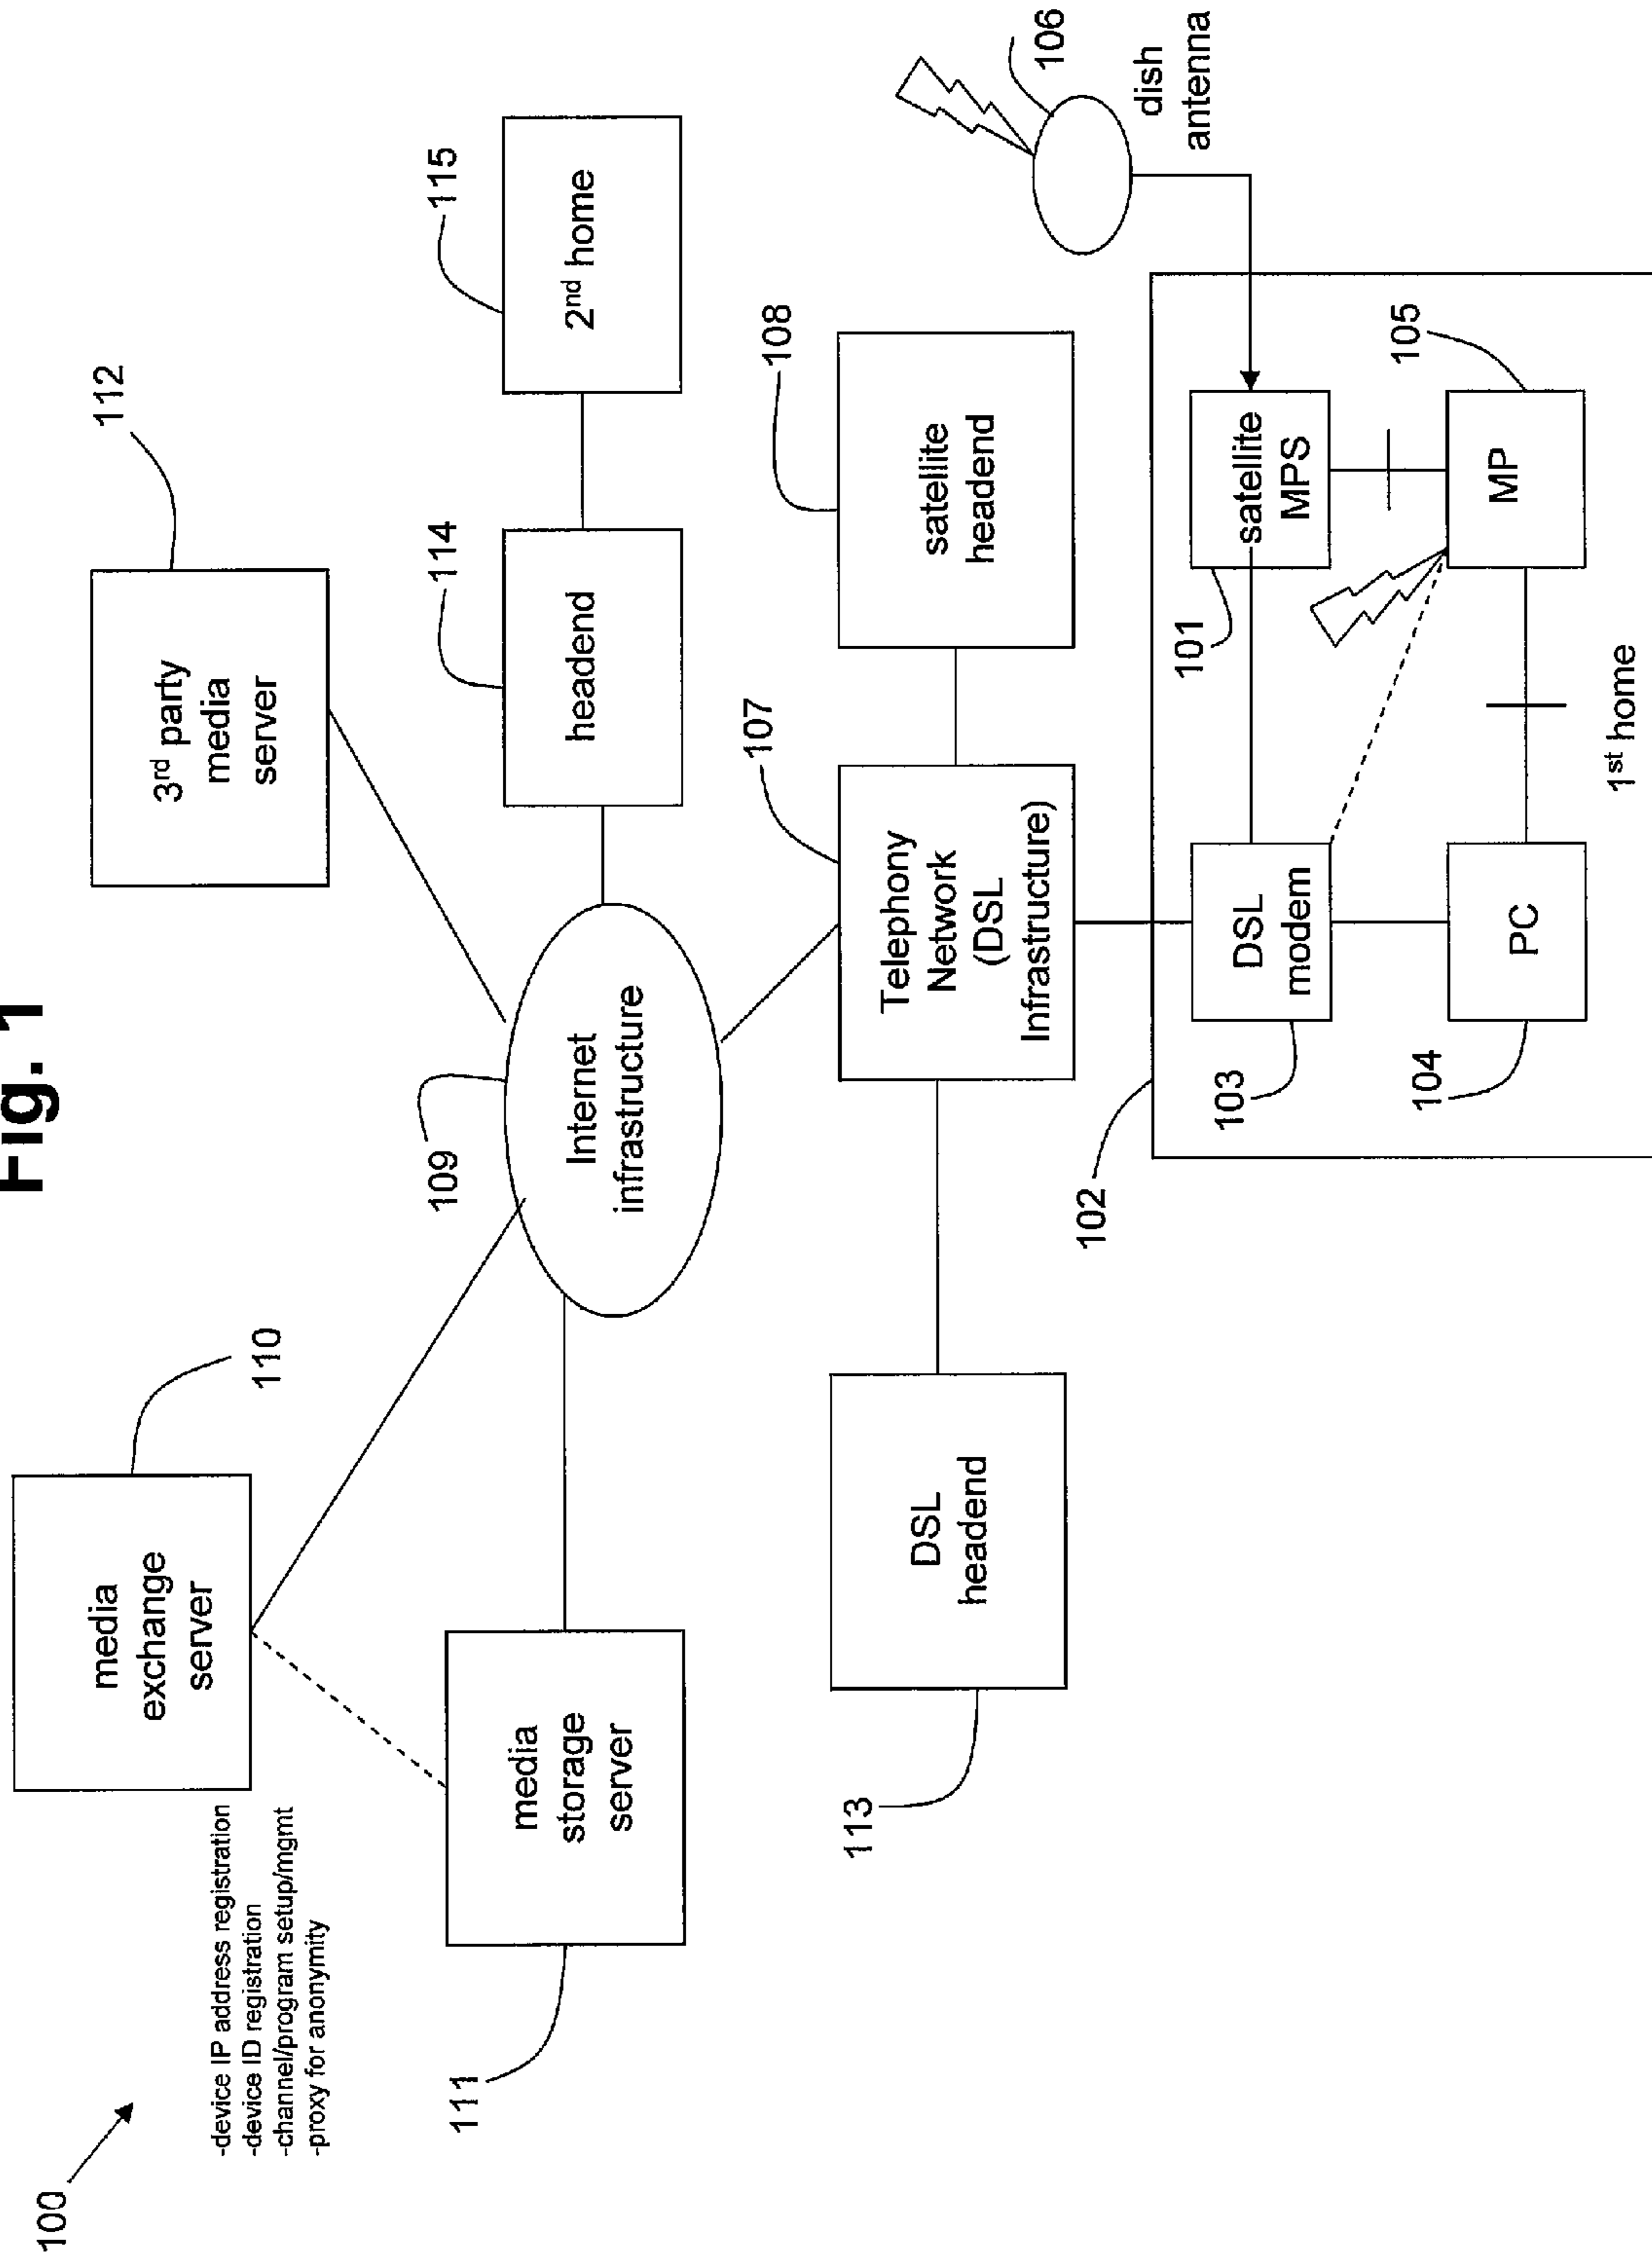 Fig. 1
100
-device IP address registration
-device ID registration
-channel/program setup/mgmt
-proxy for anonymity
media
exchange
server
110
3rd party
media
server
112
media
storage
server
111
109
Internet
infrastructure
headend
114
2nd home
115
DSL
headend
113
Telephony
Network
(DSL
Infrastructure)
107
satellite
headend
108
106
dish
antenna
102
DSL
modem
103
101
satellite
MPS
PC
104
MP
105
1st home